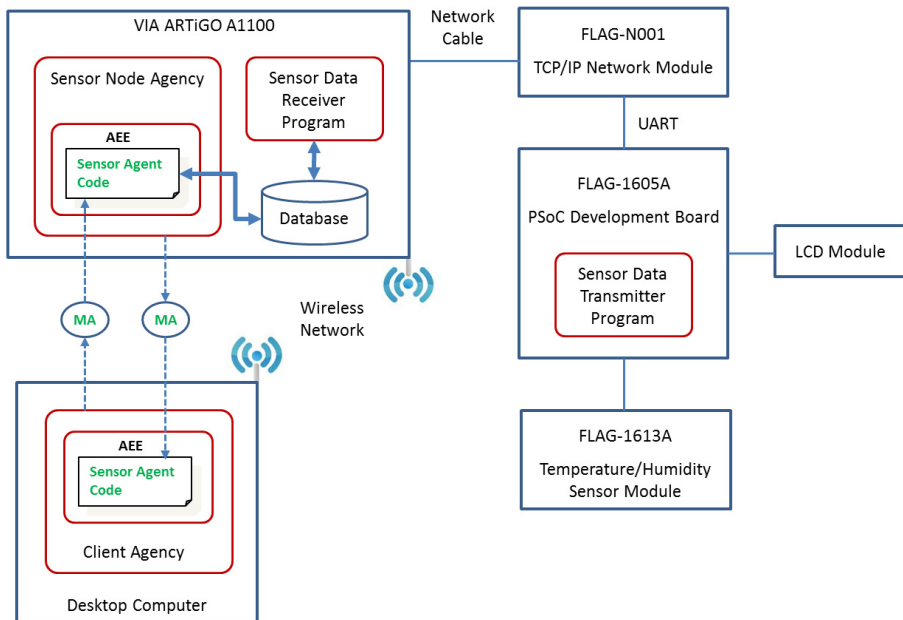 VIA ARTiGO A1100
Sensor Node Agency
AEE
Sensor Agent
Code
Sensor Data
Receiver
Program
Database
Network
Cable
FLAG-N001
TCP/IP Network Module
UART
FLAG-1605A
PSoC Development Board
Sensor Data
Transmitter
Program
LCD Module
FLAG-1613A
Temperature/Humidity
Sensor Module
MA
MA
Wireless
Network
AEE
Sensor Agent
Code
Client Agency
Desktop Computer